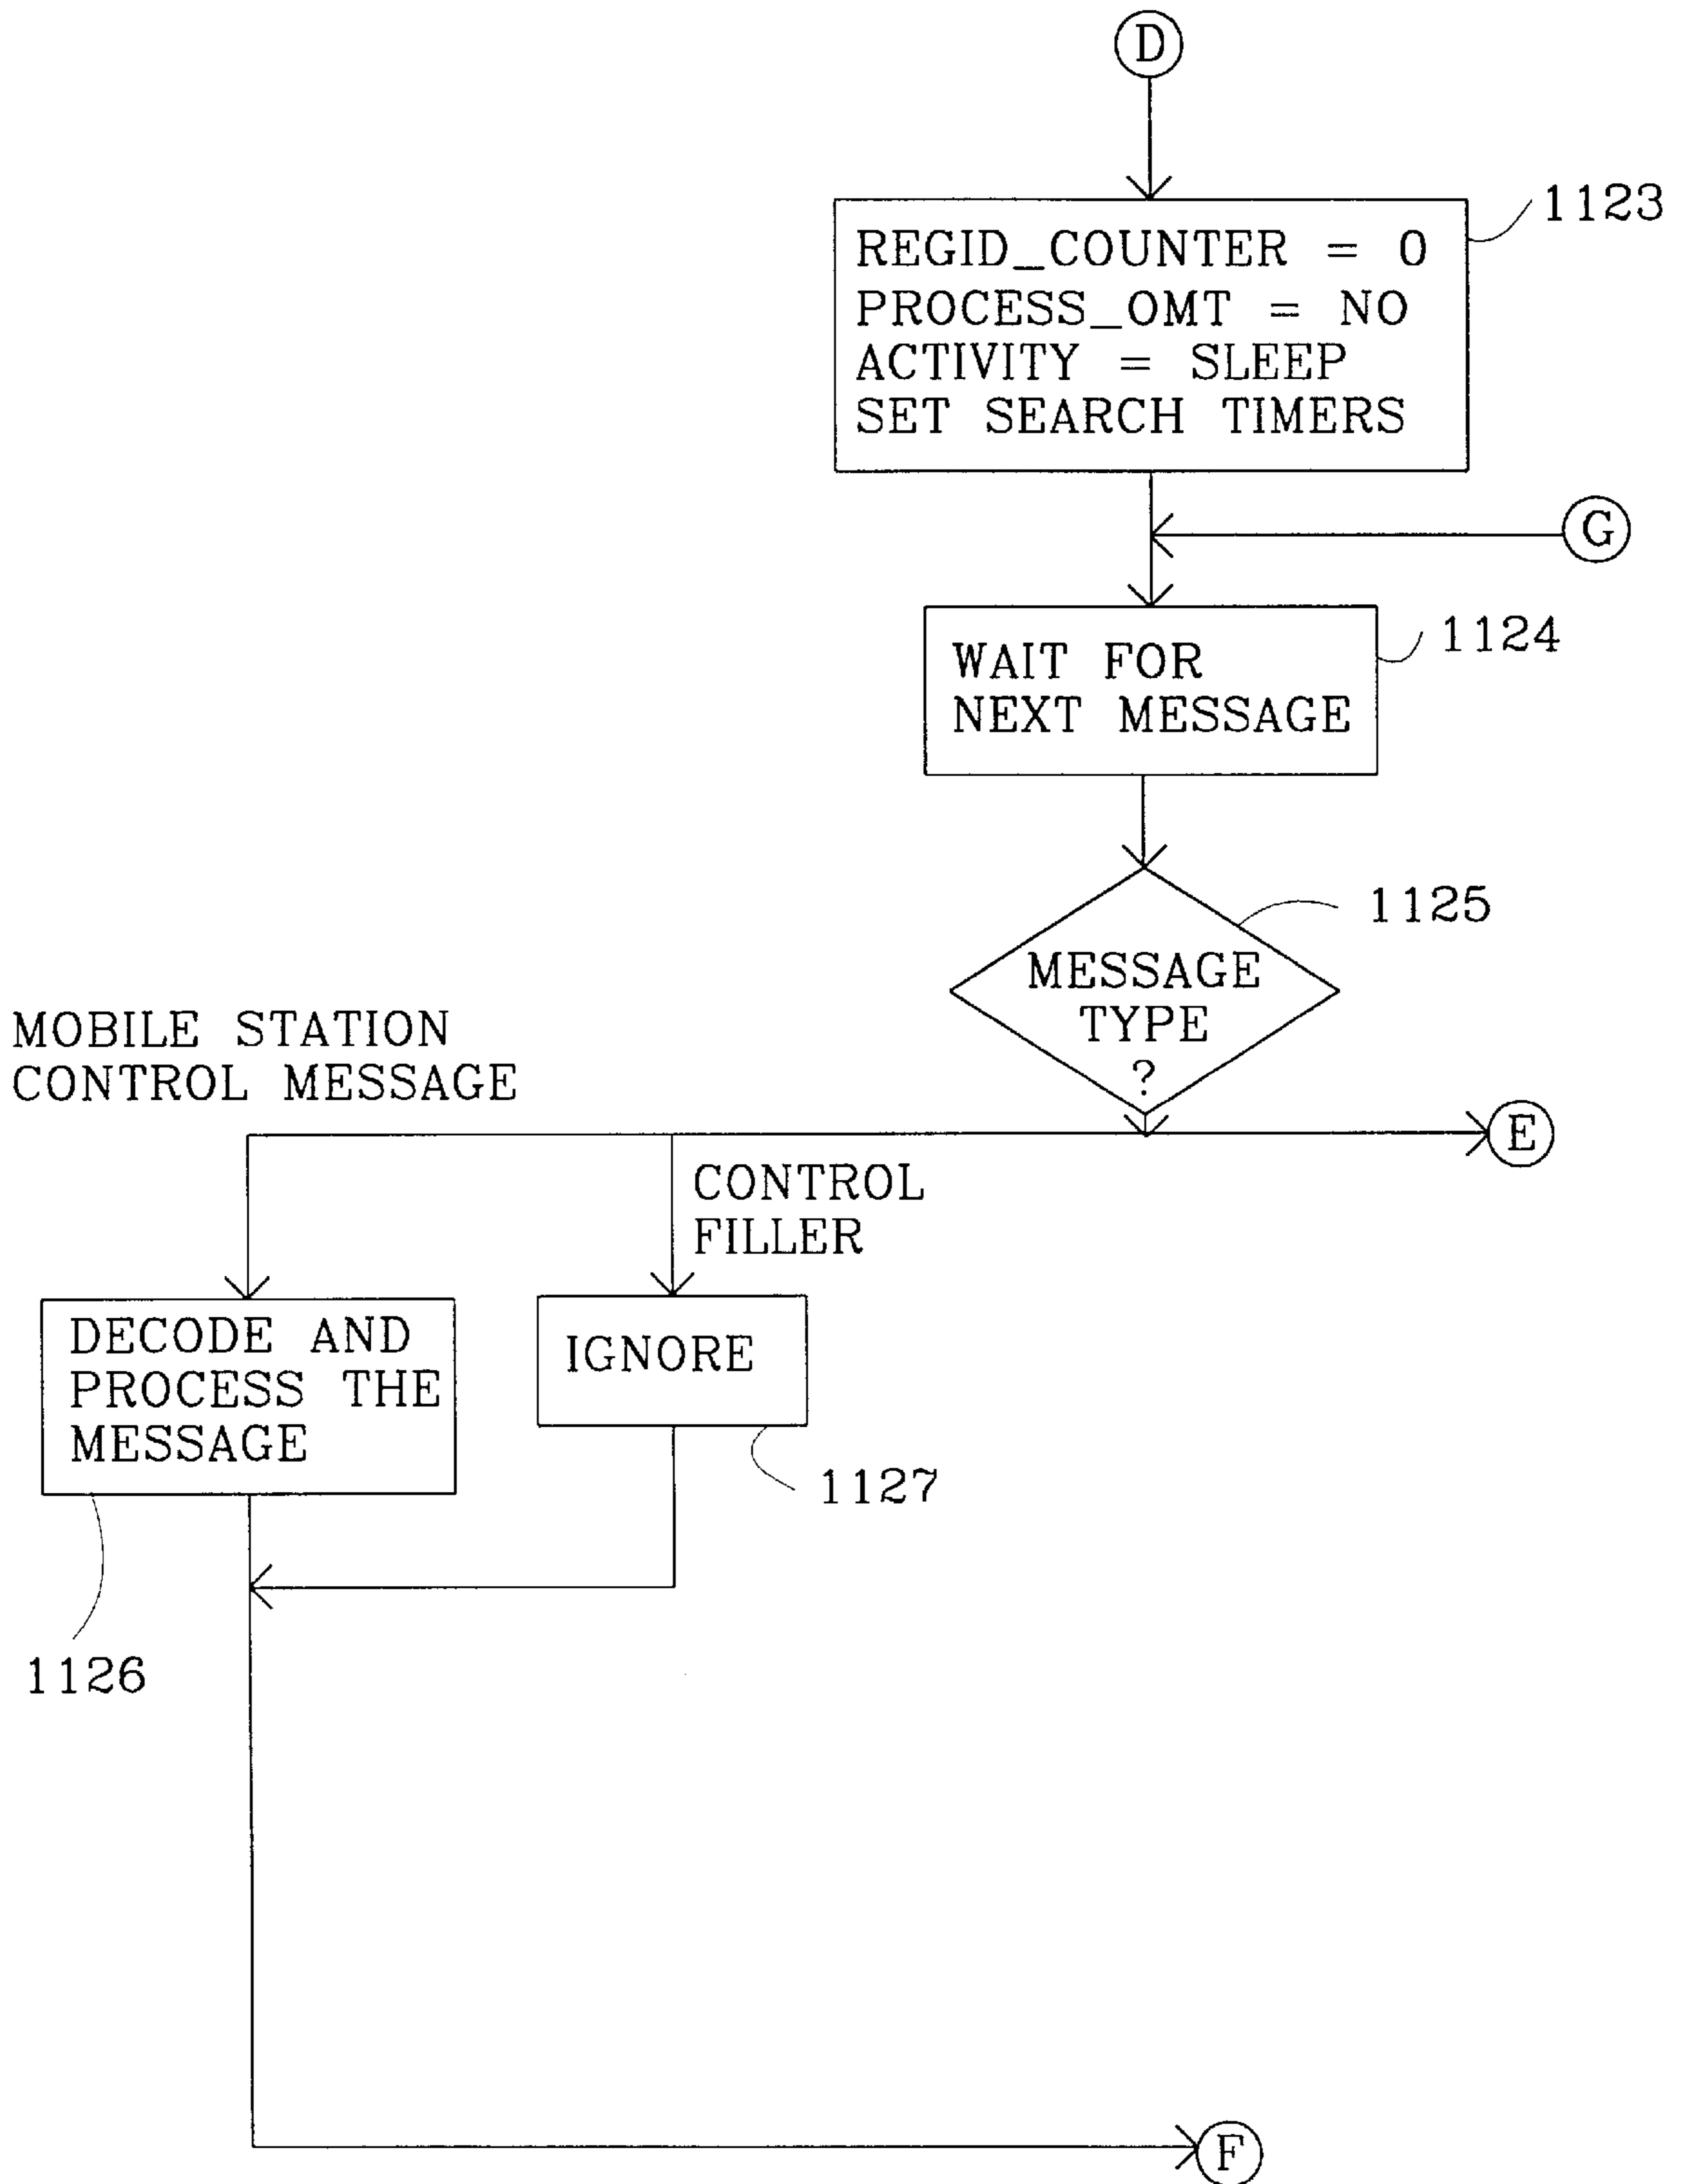 D
1123
REGID_COUNTER = 0
PROCESS_OMT = NO
ACTIVITY = SLEEP
SET SEARCH TIMERS
G
1124
WAIT FOR
NEXT MESSAGE
1125
MESSAGE
TYPE
?
MOBILE STATION
CONTROL MESSAGE
E
CONTROL
FILLER
DECODE AND
PROCESS THE
MESSAGE
IGNORE
1127
1126
F